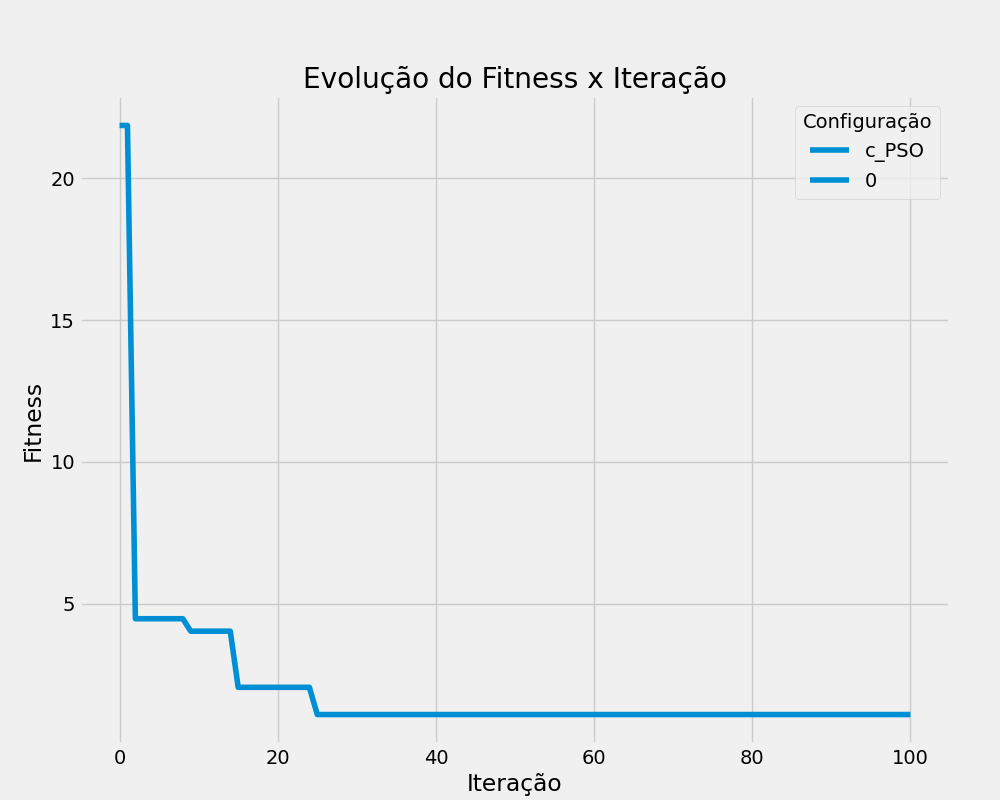 Evolução do Fitness x Iteração
Configuração
c_PSO
0
20
15
10
5
Fitness
0 20 40 60 80 100
Iteração